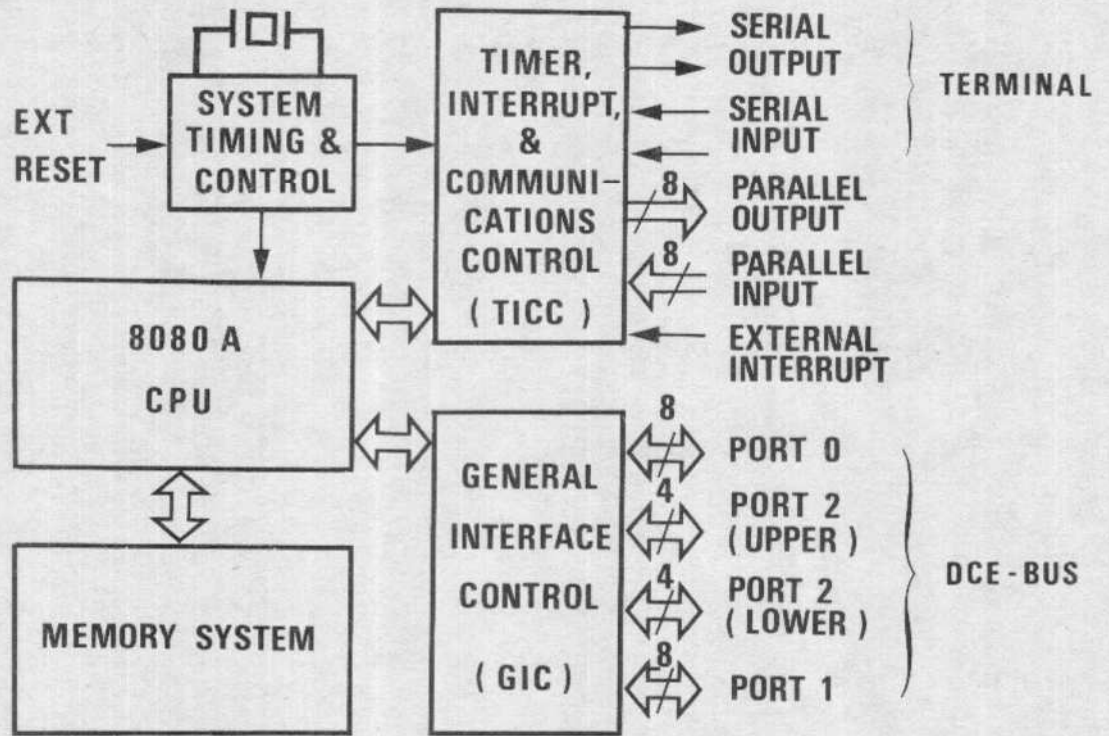 EXT
RESET
SYSTEM
TIMING &
CONTROL
TIMER,
INTERRUPT,
&
COMMUNI-
CATIONS
CONTROL
( TICC )
SERIAL
OUTPUT
SERIAL
INPUT
8
PARALLEL
OUTPUT
8
PARALLEL
INPUT
EXTERNAL
INTERRUPT
TERMINAL
8080 A
CPU
MEMORY SYSTEM
GENERAL
INTERFACE
CONTROL
( GIC )
8
PORT 0
4
PORT 2
( UPPER )
4
PORT 2
( LOWER )
8
PORT 1
DCE - BUS